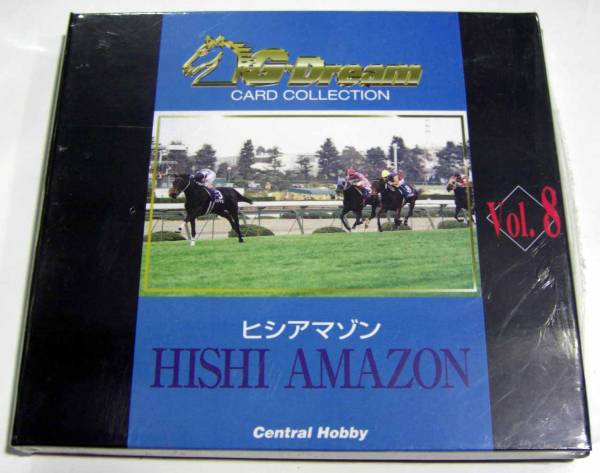 G-Dream
CARD COLLECTION
Vol. 8
ヒシアマゾン
HISHI AMAZON
Central Hobby